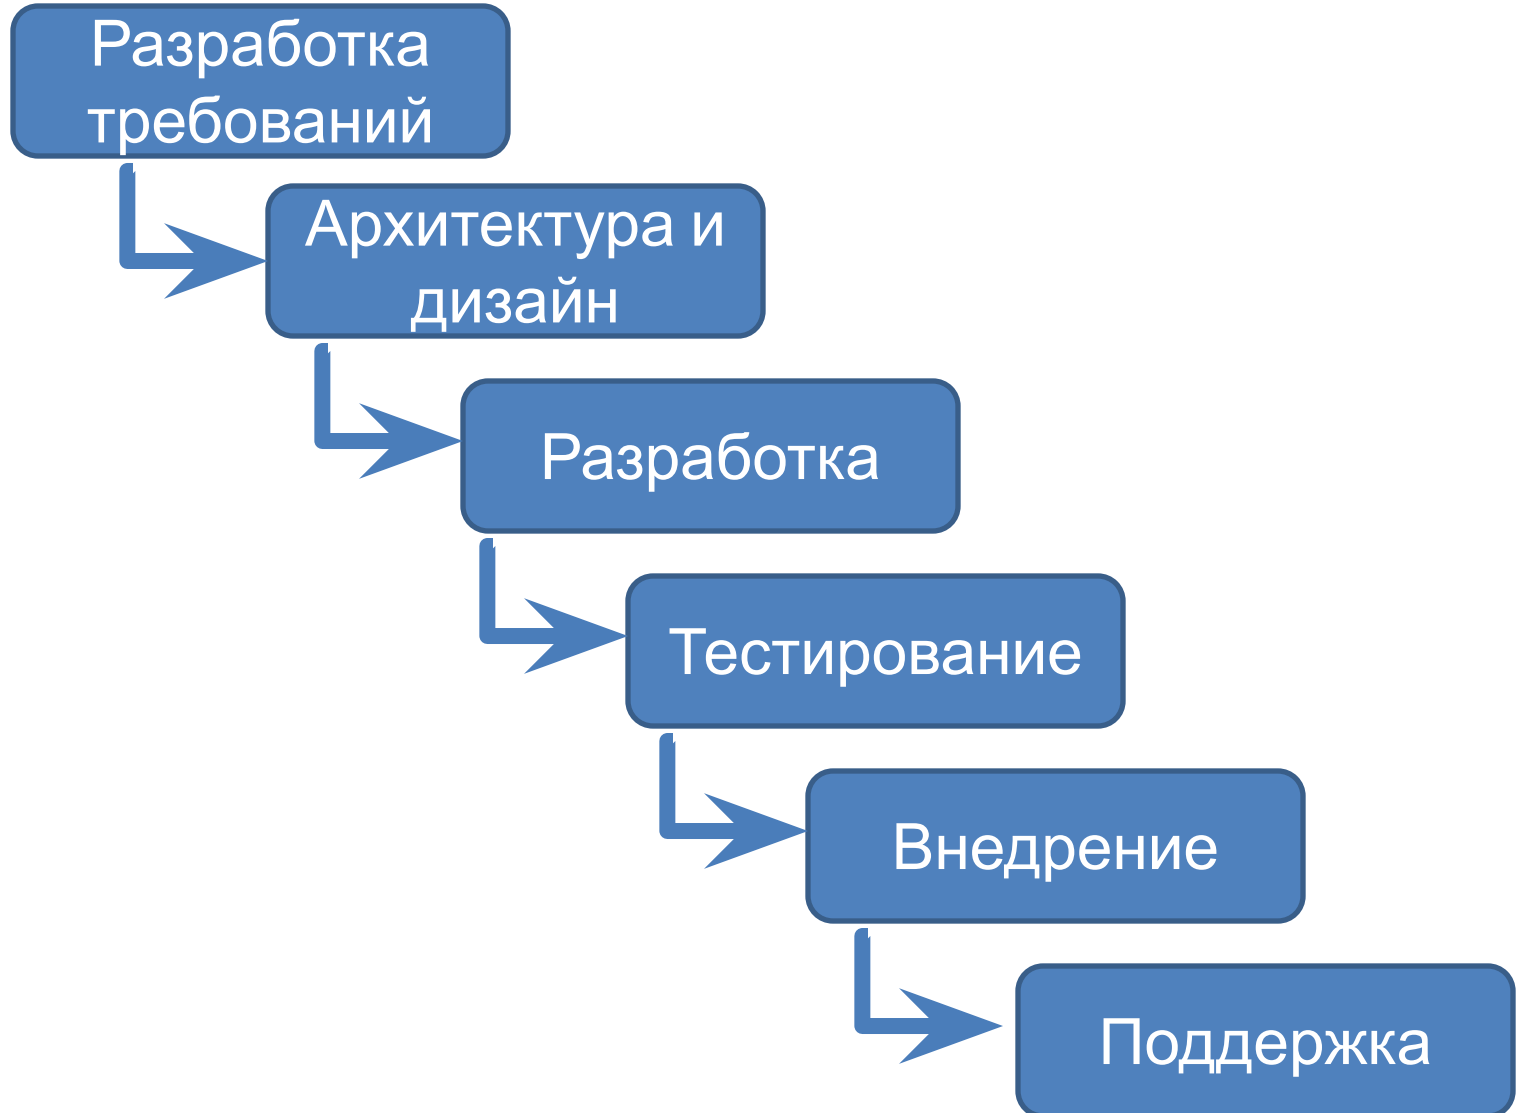 Разработка
требований
Архитектура и
дизайн
Разработка
Тестирование
Внедрение
Поддержка